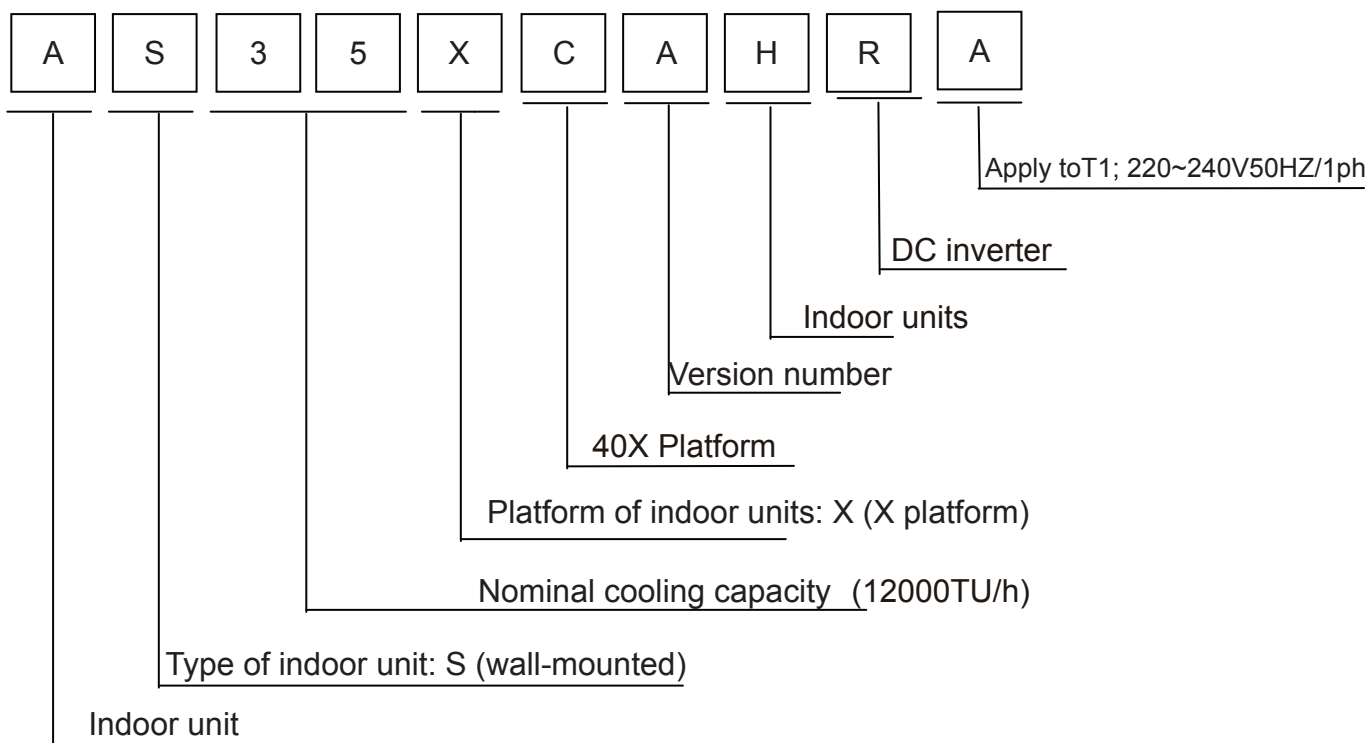 A S 3 5 X C A H R A
Apply toT1; 220~240V50HZ/1ph
DC inverter
Indoor units
Version number
40X Platform
Platform of indoor units: X (X platform)
Nominal cooling capacity (12000TU/h)
Type of indoor unit: S (wall-mounted)
Indoor unit